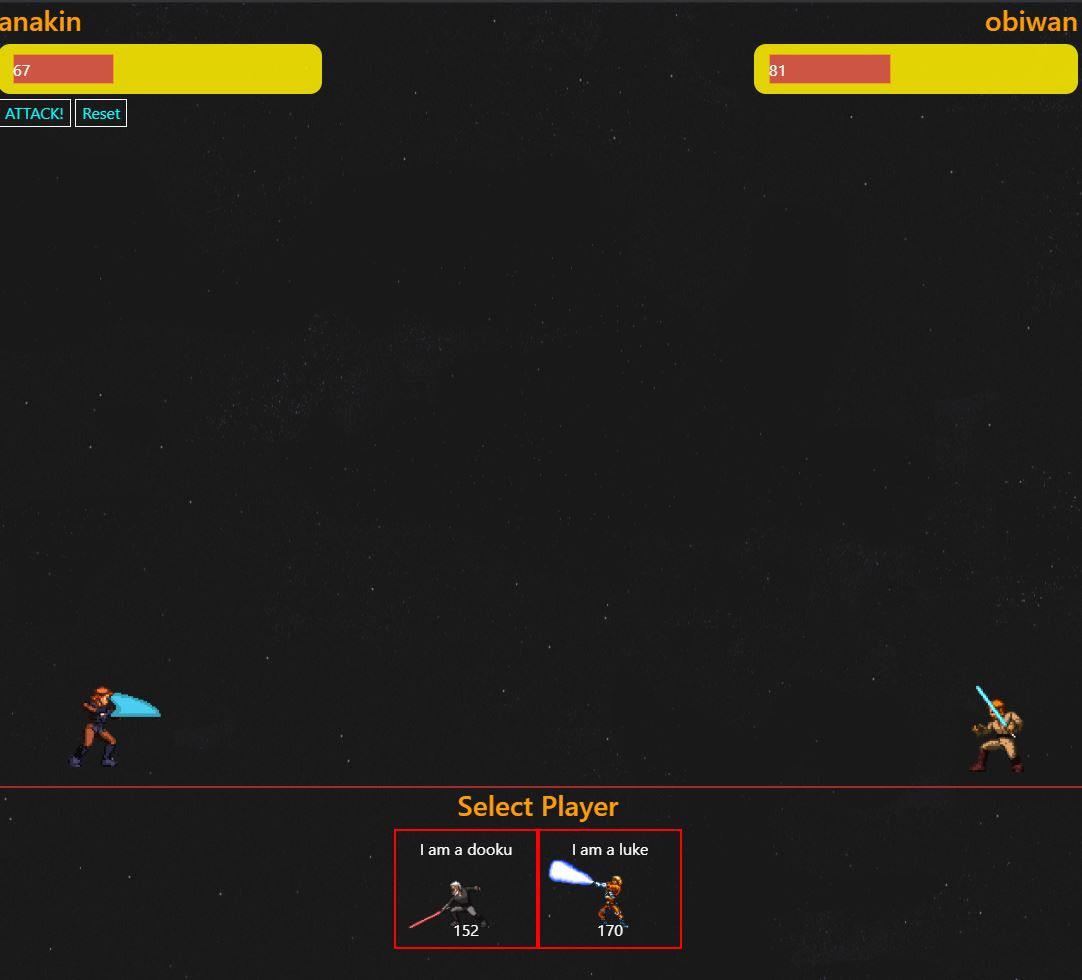 anakin
obiwan
67
81
ATTACK!
Reset
Select Player
I am a dooku
I am a luke
152
170